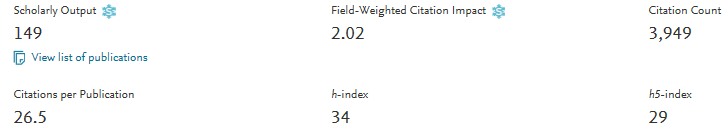 Scholarly Output
Field-Weighted Citation Impact
Citation Count
149
2.02
3,949
View list of publications
Citations per Publication
h-index
h5-index
26.5
34
29